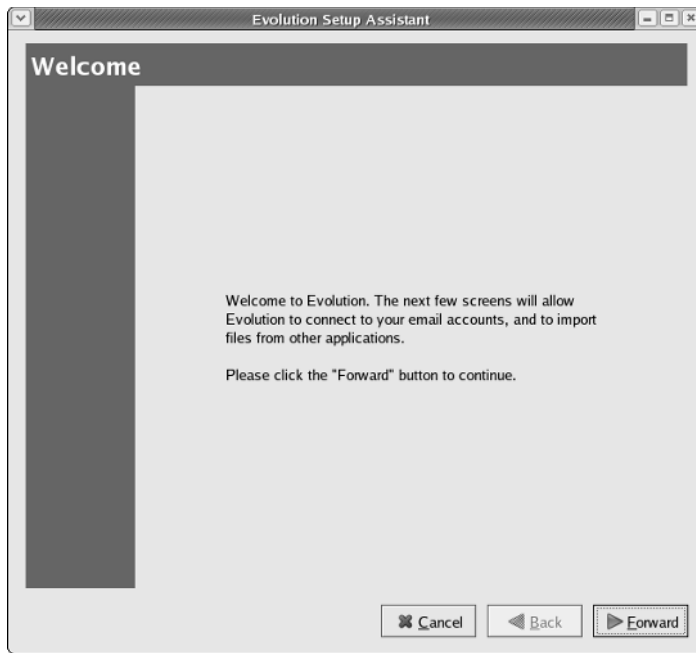 Evolution Setup Assistant
Welcome
Welcome to Evolution. The next few screens will allow
Evolution to connect to your email accounts, and to import
files from other applications.
Please click the "Forward" button to continue.
Cancel Back Forward